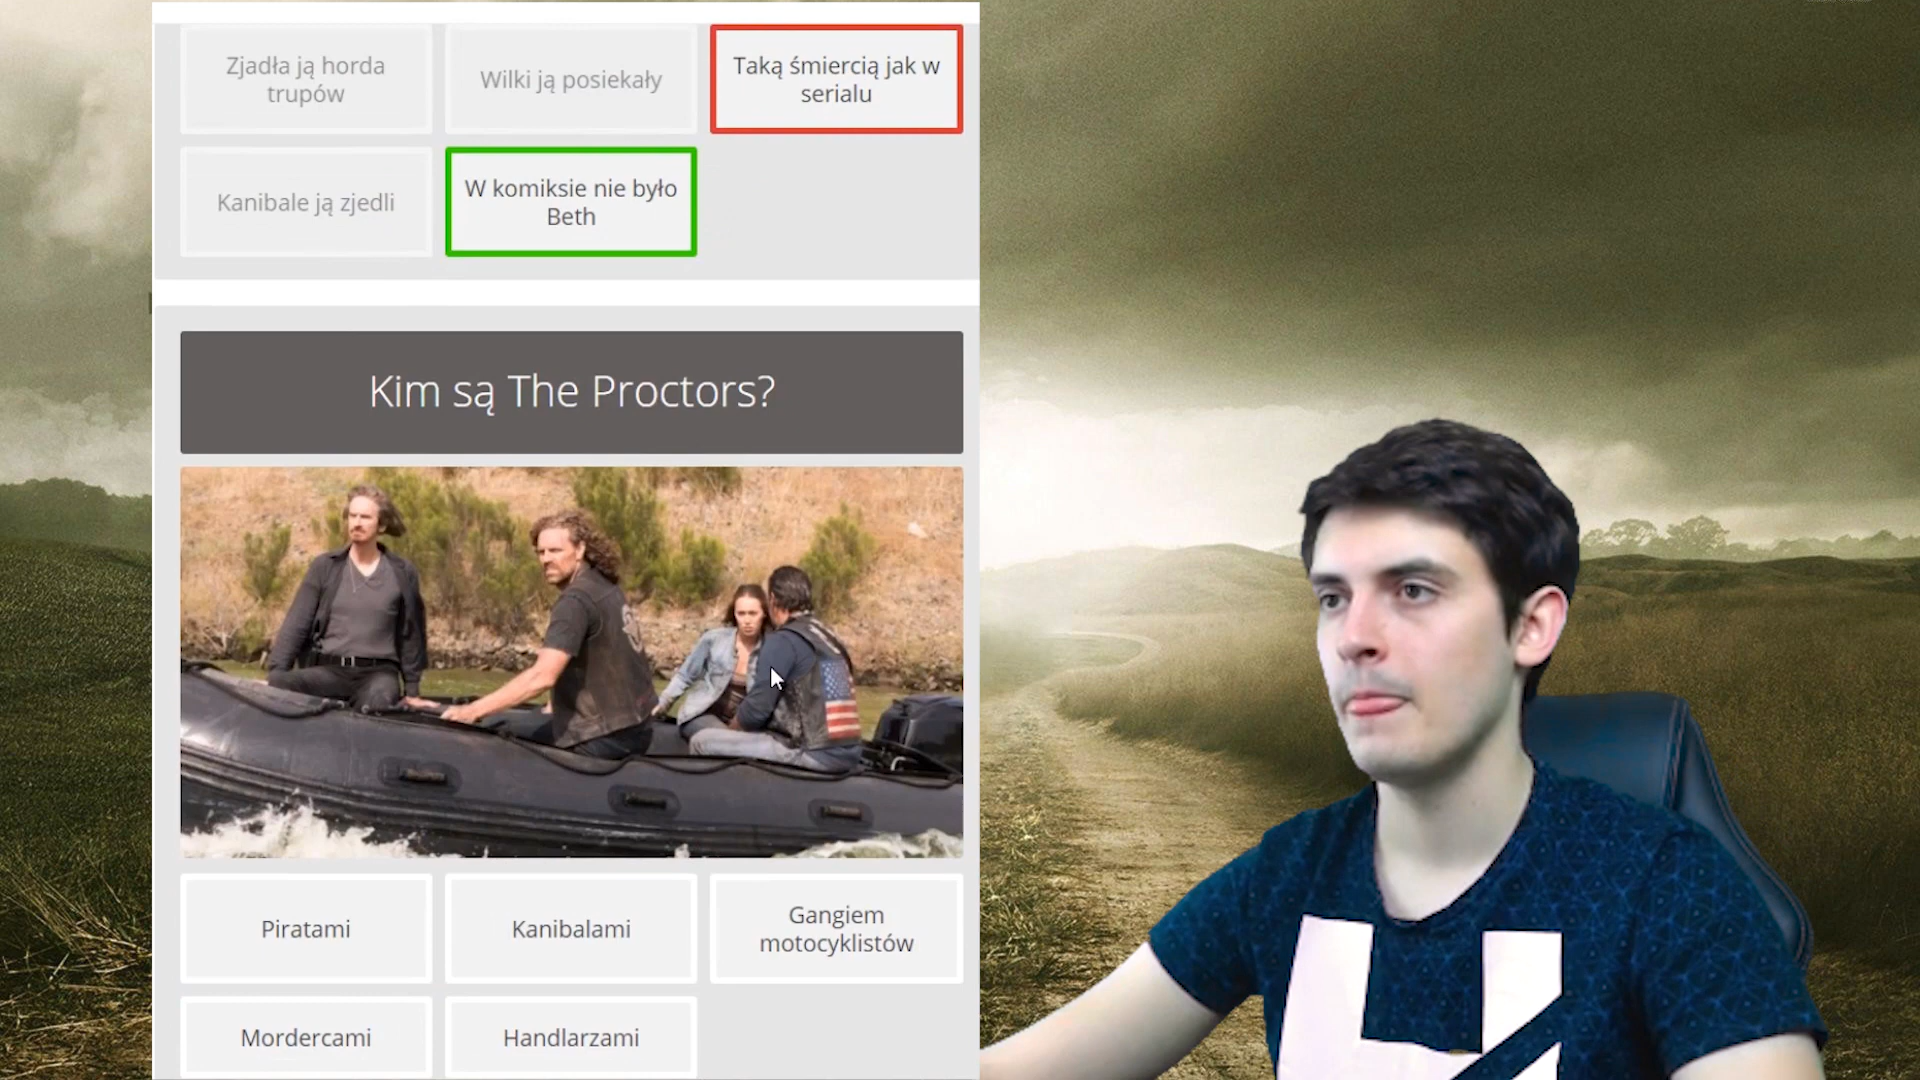 Zjadła ją horda
trupów
Wilki ją posiekały
Taką śmiercią jak w
serialu
Kanibale ją zjedli
W komiksie nie było
Beth
Kim są The Proctors?
Piratami
Kanibalami
Gangiem
motocyklistów
Mordercami
Handlarzami